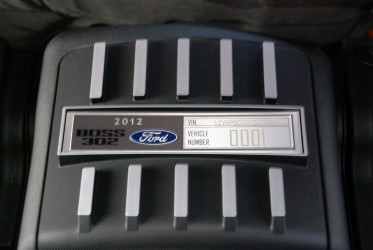 2012
BOSS
302
Ford
VIN
VEHICLE
NUMBER
0001